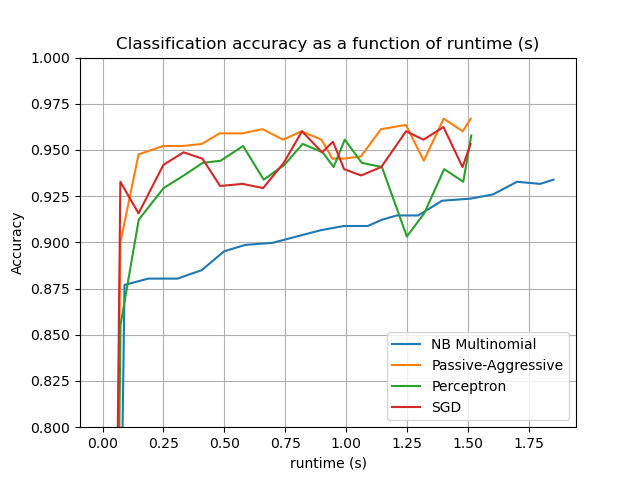 Classification accuracy as a function of runtime (s)
1.000
0.975
0.950
0.925
0.900
0.875
0.850
0.825
0.800
Accuracy
NB Multinomial
Passive-Aggressive
Perceptron
SGD
0.00 0.25 0.50 0.75 1.00 1.25 1.50 1.75
runtime (s)